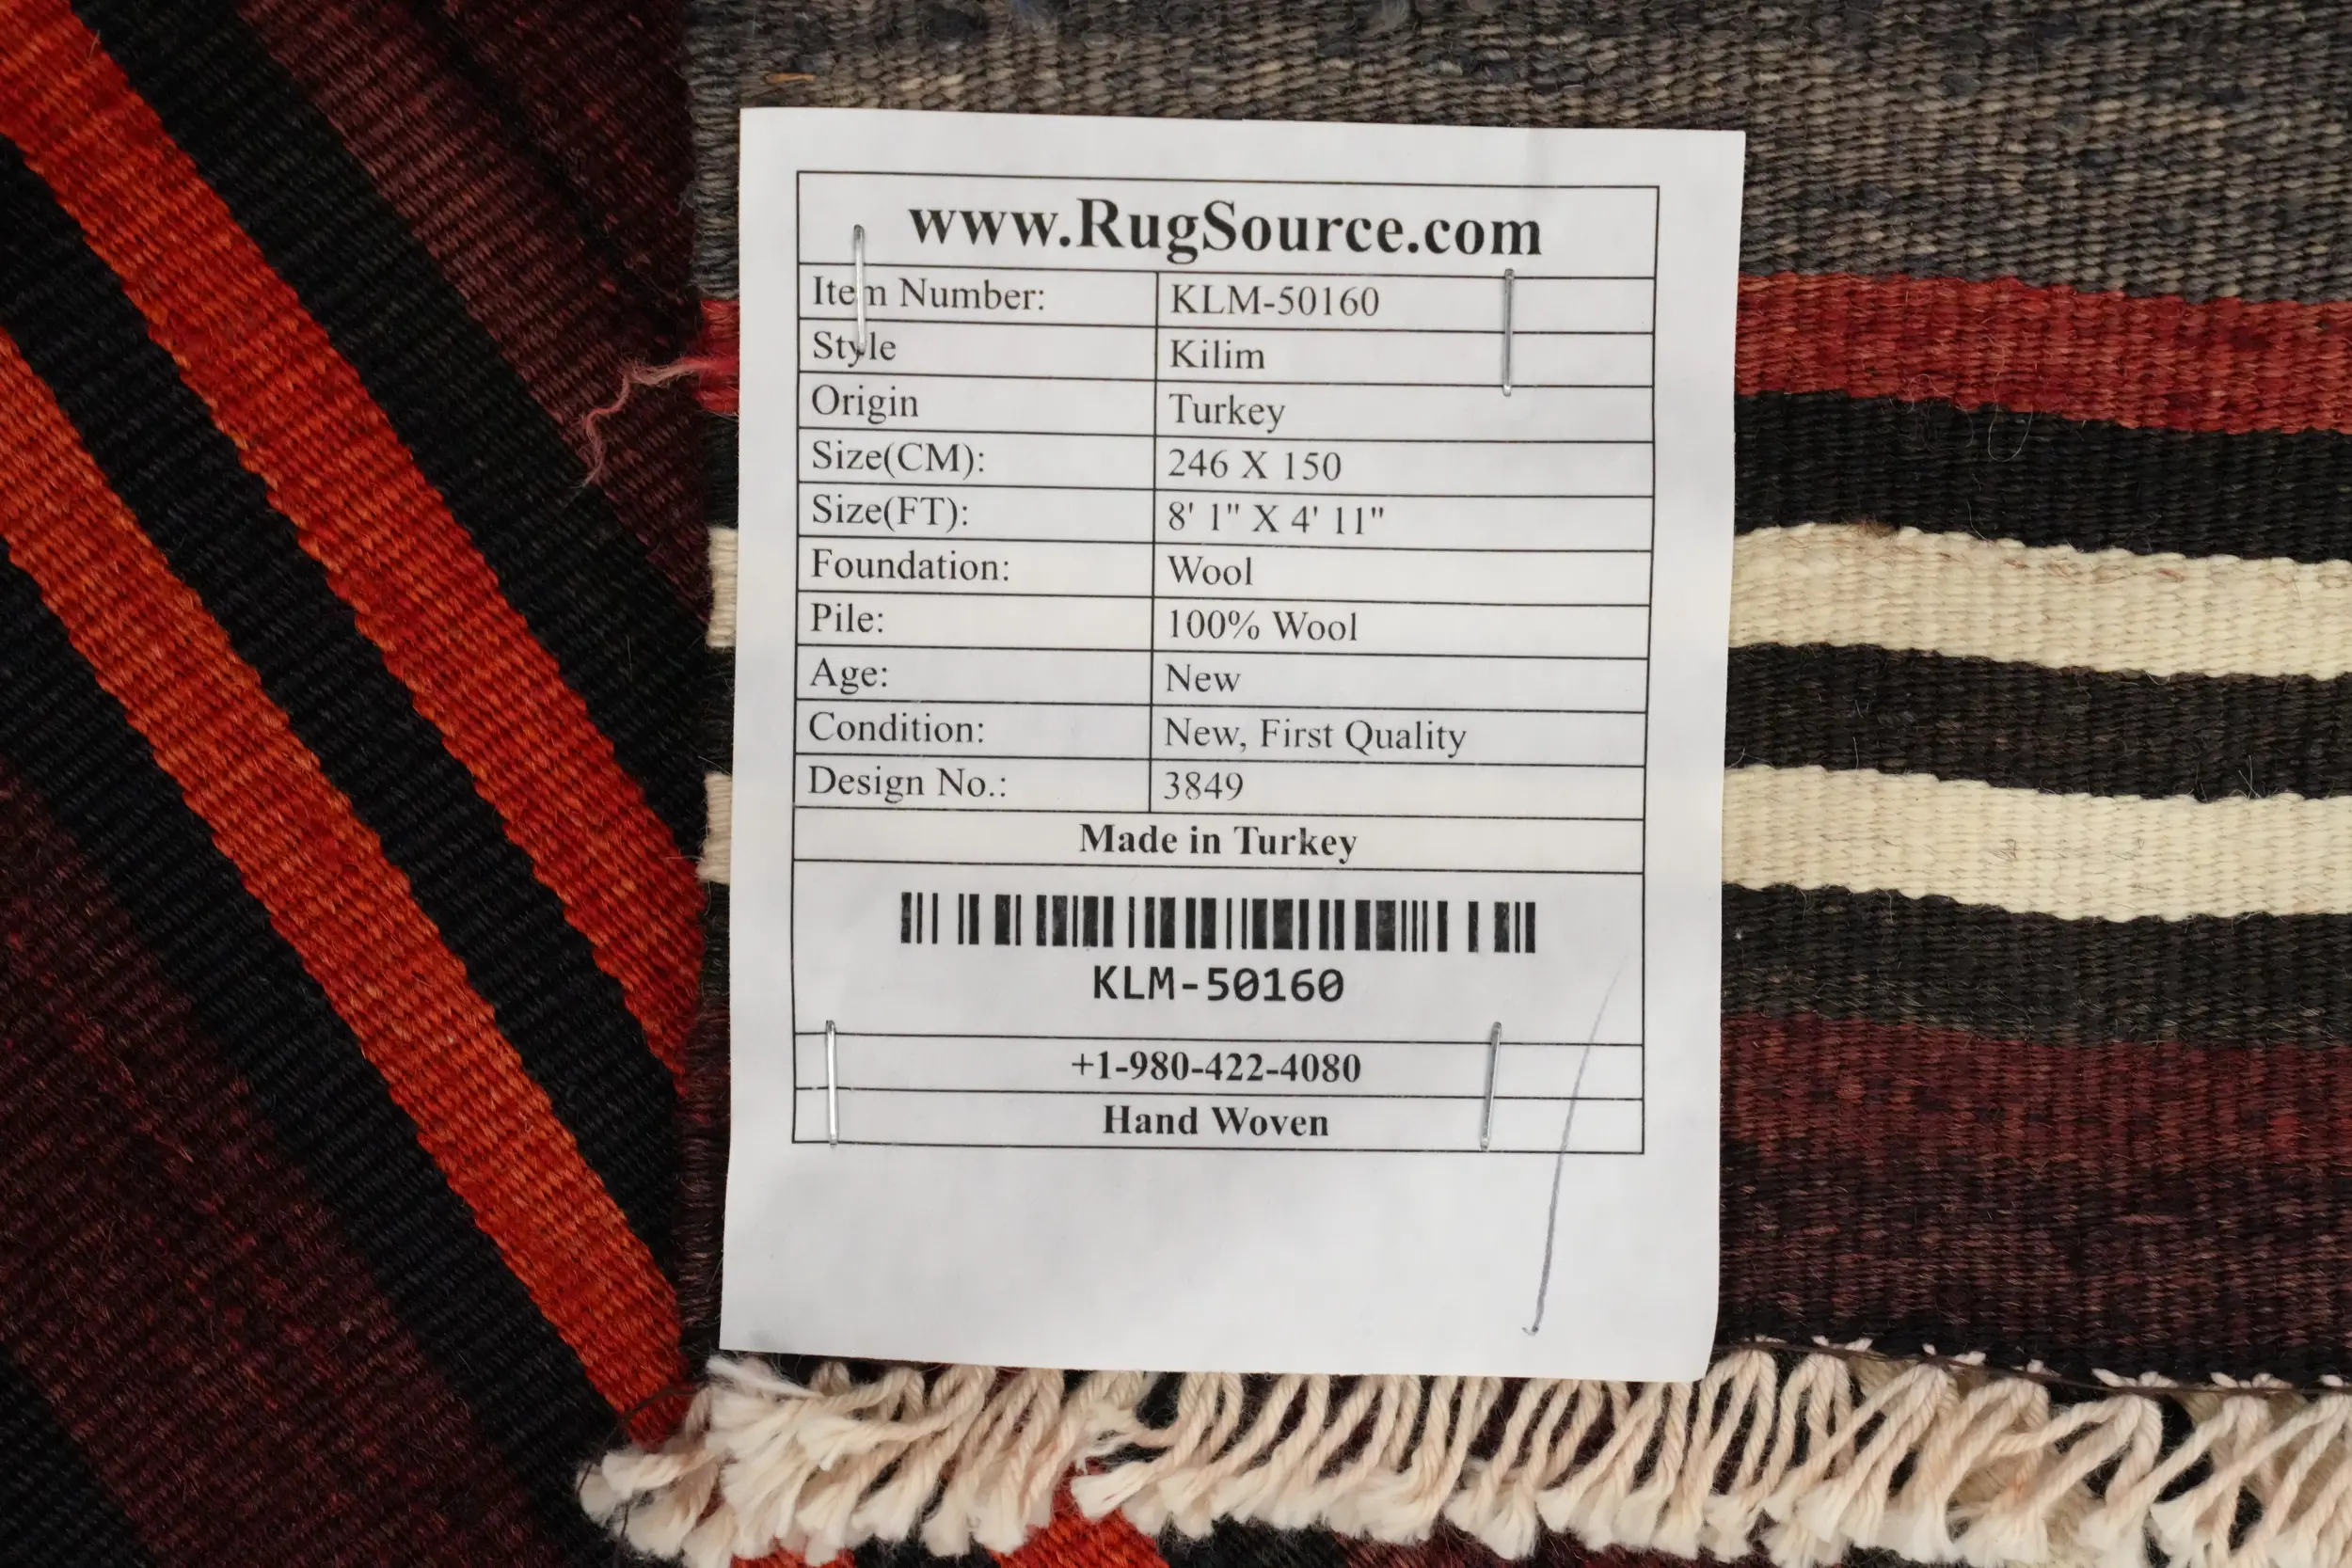 www.RugSource.com
Item Number: KLM-50160
Style Kilim
Origin Turkey
Size(CM): 246 X 150
Size(FT): 8' 1" X 4' 11"
Foundation: Wool
Pile: 100% Wool
Age: New
Condition: New, First Quality
Design No.: 3849
Made in Turkey
KLM-50160
+1-980-422-4080
Hand Woven